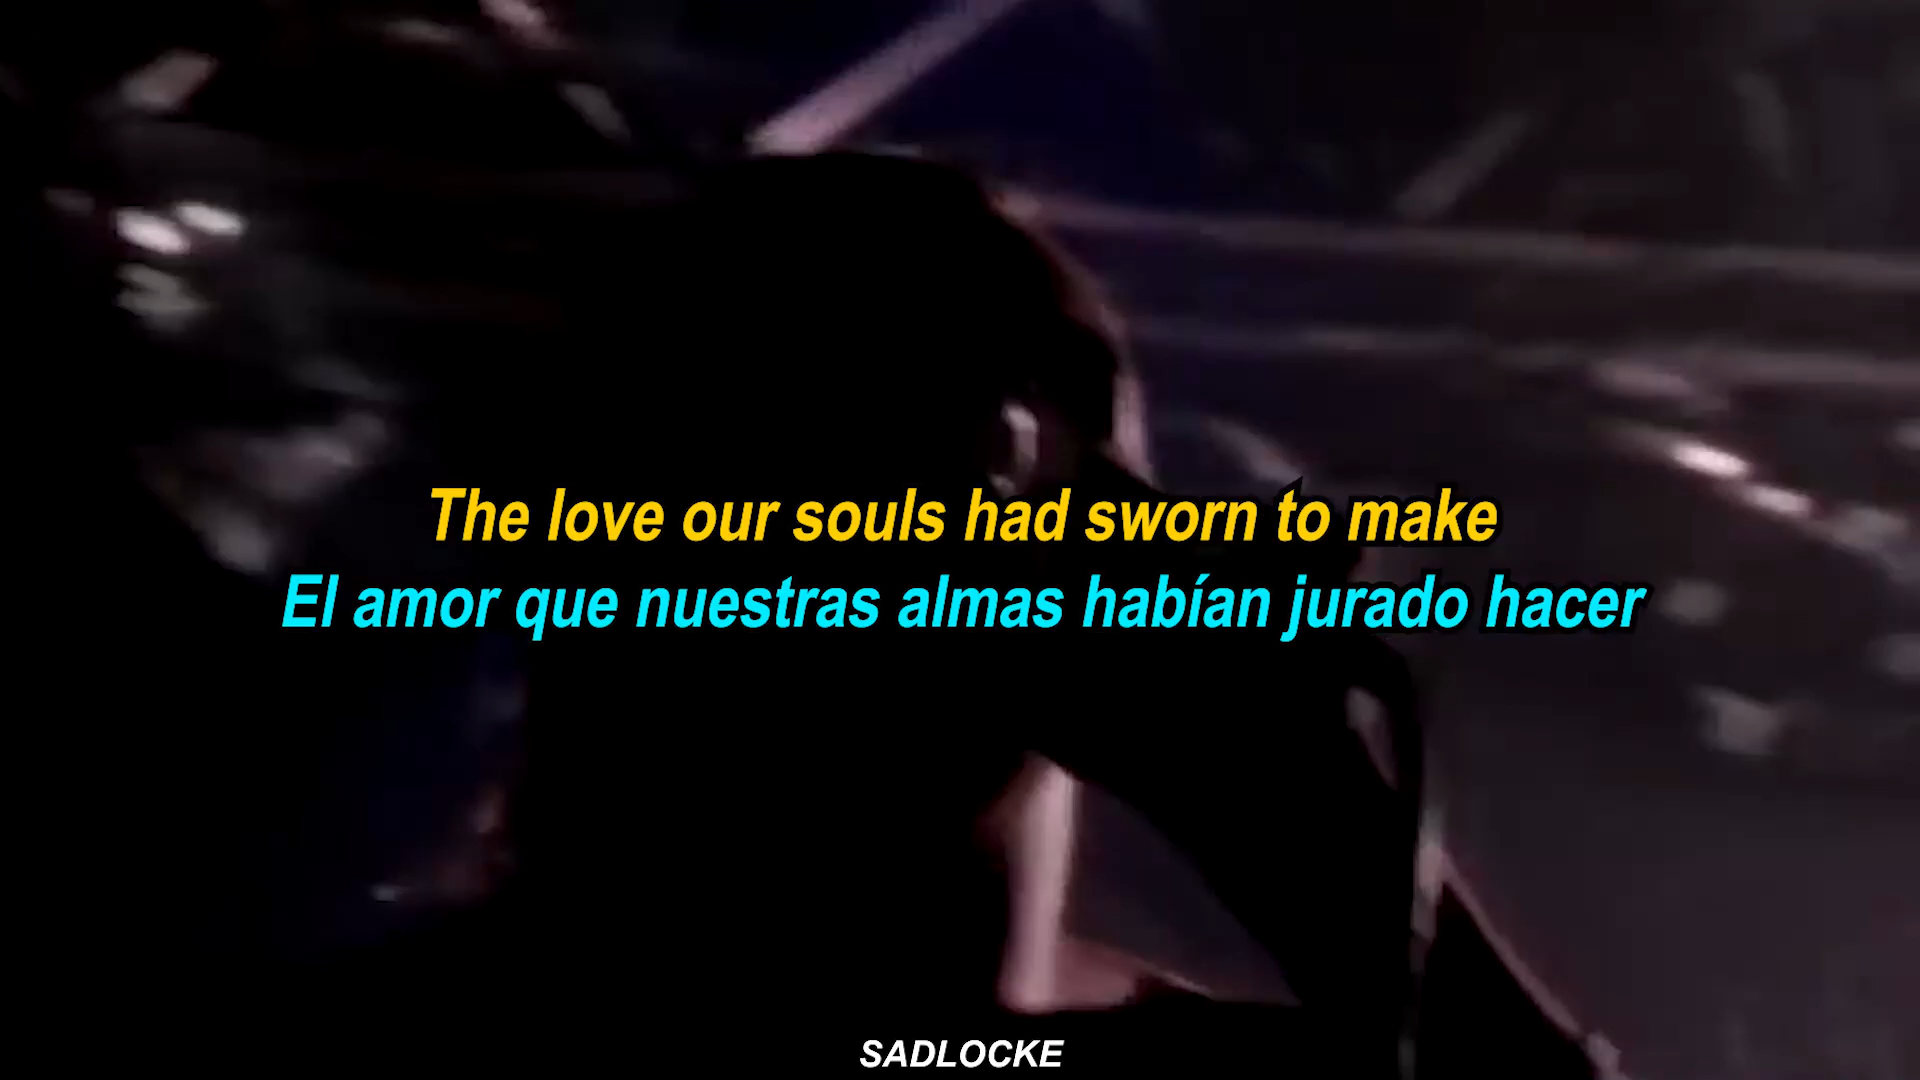 The love our souls had sworn to make
El amor que nuestras almas habían jurado hacer
SADLOCKE